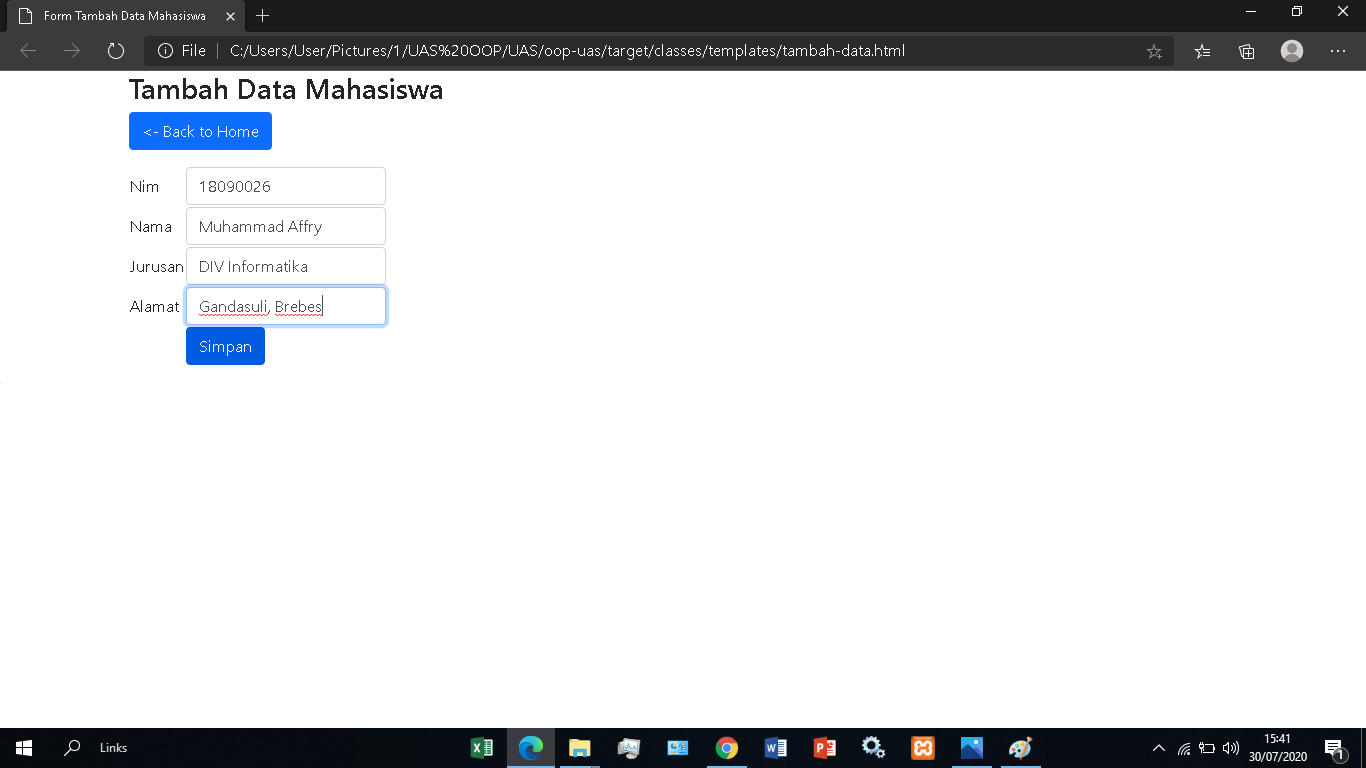 Form Tambah Data Mahasiswa
File C:/Users/User/Pictures/1/UAS%20OOP/UAS/oop-uas/target/classes/templates/tambah-data.html
Tambah Data Mahasiswa
<- Back to Home
Nim 18090026
Nama Muhammad Affry
Jurusan DIV Informatika
Alamat Gandasuli, Brebes
Simpan
Links
15:41
30/07/2020
1